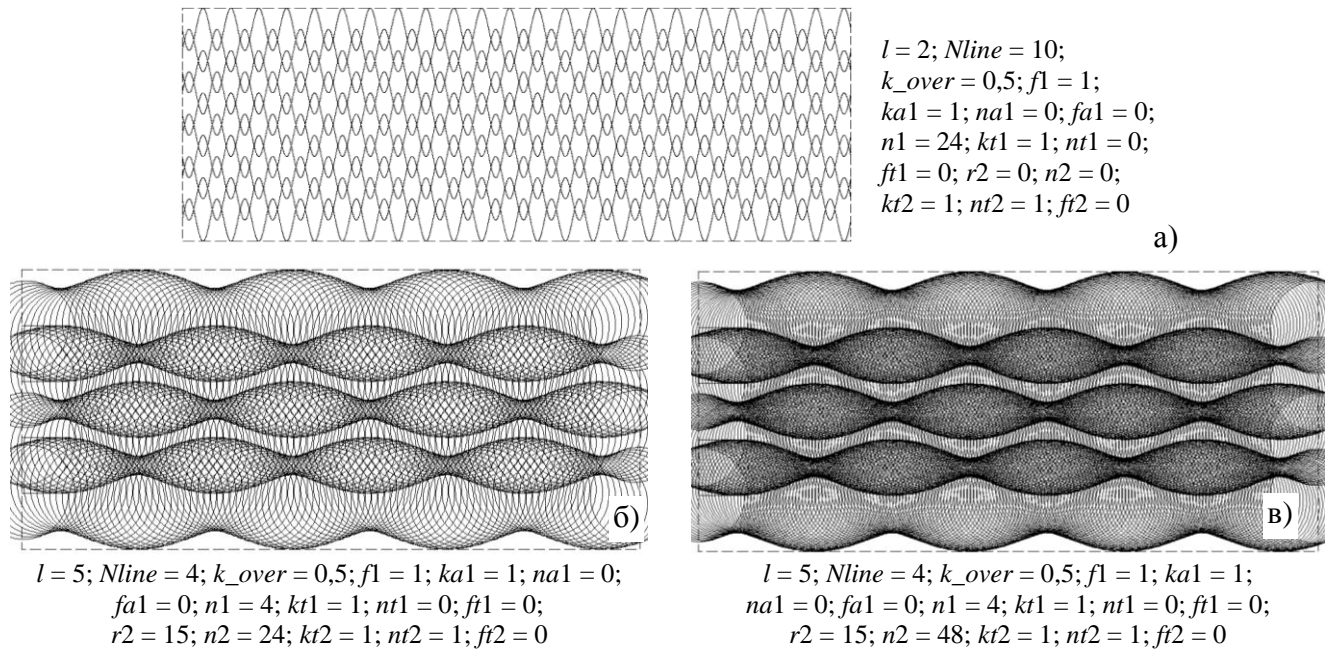 l = 2; Nline = 10;
k_over = 0,5; f1 = 1;
ka1 = 1; na1 = 0; fa1 = 0;
n1 = 24; kt1 = 1; nt1 = 0;
ft1 = 0; r2 = 0; n2 = 0;
kt2 = 1; nt2 = 1; ft2 = 0
а)
б)
l = 5; Nline = 4; k_over = 0,5; f1 = 1; ka1 = 1; na1 = 0;
fa1 = 0; n1 = 4; kt1 = 1; nt1 = 0; ft1 = 0;
r2 = 15; n2 = 24; kt2 = 1; nt2 = 1; ft2 = 0
в)
l = 5; Nline = 4; k_over = 0,5; f1 = 1; ka1 = 1;
na1 = 0; fa1 = 0; n1 = 4; kt1 = 1; nt1 = 0; ft1 = 0;
r2 = 15; n2 = 48; kt2 = 1; nt2 = 1; ft2 = 0